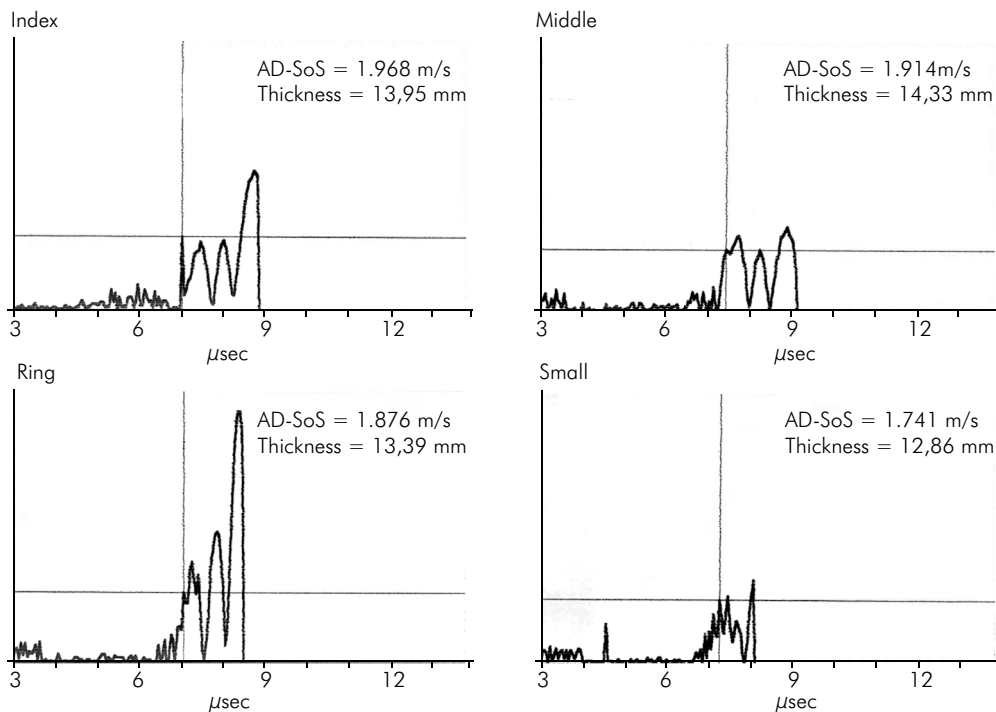 Index
AD-SoS = 1.968 m/s
Thickness = 13,95 mm
3 6 9 12
µsec
Middle
AD-SoS = 1.914m/s
Thickness = 14,33 mm
3 6 9 12
µsec
Ring
AD-SoS = 1.876 m/s
Thickness = 13,39 mm
3 6 9 12
µsec
Small
AD-SoS = 1.741 m/s
Thickness = 12,86 mm
3 6 9 12
µsec